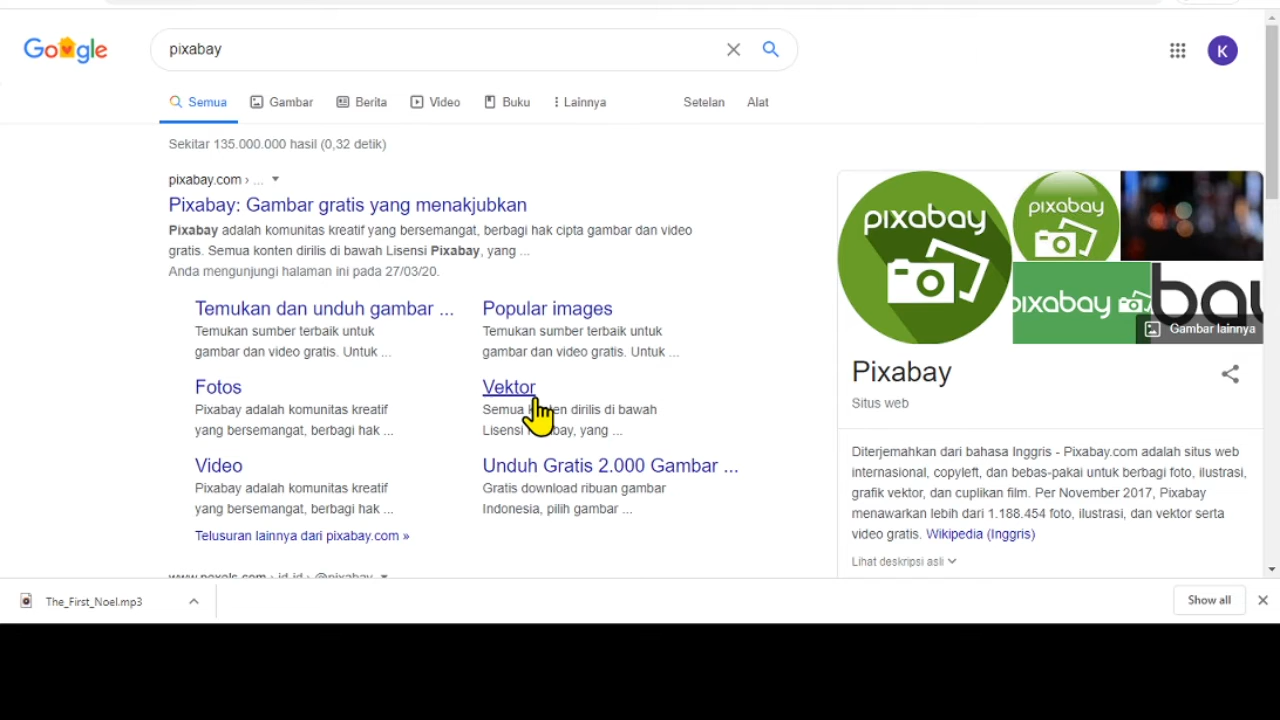 Google
pixabay
K
Semua
Gambar
Berita
Video
Buku
Lainnya
Setelan
Alat
Sekitar 135.000.000 hasil (0,32 detik)
pixabay.com › ...
Pixabay: Gambar gratis yang menakjubkan
Pixabay adalah komunitas kreatif yang bersemangat, berbagi hak cipta gambar dan video
gratis. Semua konten dirilis di bawah Lisensi Pixabay, yang ...
Anda mengunjungi halaman ini pada 27/03/20.
Temukan dan unduh gambar ...
Temukan sumber terbaik untuk
gambar dan video gratis. Untuk ...
Popular images
Temukan sumber terbaik untuk
gambar dan video gratis. Untuk ...
Fotos
Pixabay adalah komunitas kreatif
yang bersemangat, berbagi hak ...
Vektor
Semua konten dirilis di bawah
Lisensi Pixabay, yang ...
Video
Pixabay adalah komunitas kreatif
yang bersemangat, berbagi hak ...
Unduh Gratis 2.000 Gambar ...
Gratis download ribuan gambar
Indonesia, pilih gambar ...
Telusuran lainnya dari pixabay.com »
www.pexels.com › id-id › @pixabay
pixabay
pixabay
pixabay
bay
Gambar lainnya
Pixabay
Situs web
Diterjemahkan dari bahasa Inggris - Pixabay.com adalah situs web
internasional, copyleft, dan bebas-pakai untuk berbagi foto, ilustrasi,
grafik vektor, dan cuplikan film. Per November 2017, Pixabay
menawarkan lebih dari 1.188.454 foto, ilustrasi, dan vektor serta
video gratis. Wikipedia (Inggris)
Lihat deskripsi asli
The_First_Noel.mp3
Show all